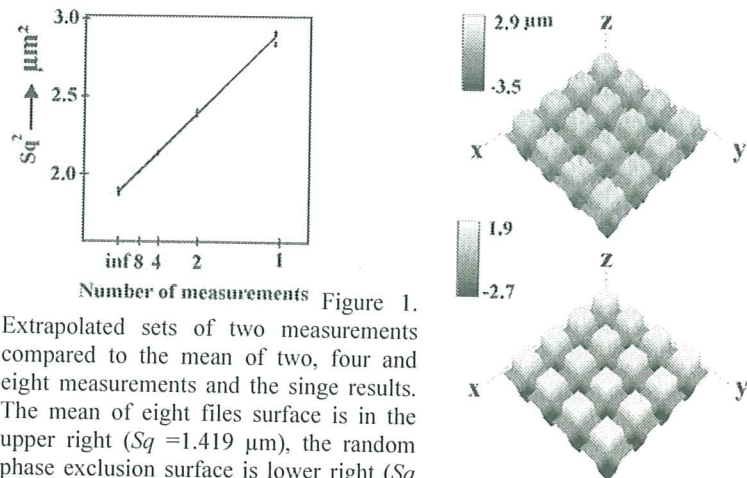 3.0
2.5
2.0
Sq² → μm²
inf 8 4 2 1
Number of measurements
Figure 1.
Extrapolated sets of two measurements
compared to the mean of two, four and
eight measurements and the singe results.
The mean of eight files surface is in the
upper right (Sq =1.419 μm), the random
phase exclusion surface is lower right (Sq
2.9 μm
-3.5
z
x
y
1.9
-2.7
z
x
y